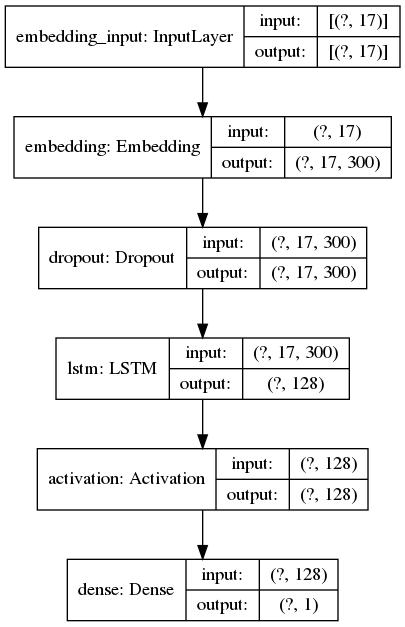 embedding_input: InputLayer input: [(?, 17)]
output: [(?, 17)]
embedding: Embedding input: (?, 17)
output: (?, 17, 300)
dropout: Dropout input: (?, 17, 300)
output: (?, 17, 300)
lstm: LSTM input: (?, 17, 300)
output: (?, 128)
activation: Activation input: (?, 128)
output: (?, 128)
dense: Dense input: (?, 128)
output: (?, 1)